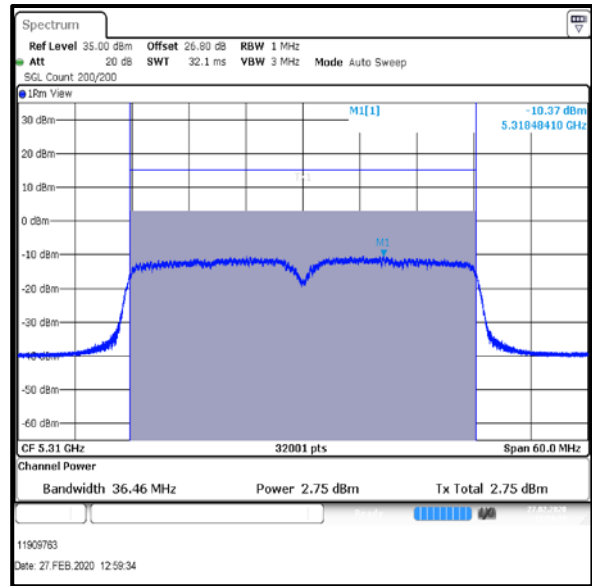 Spectrum
Ref Level 35.00 dBm Offset 26.80 dB RBW 1 MHz
Att 20 dB SWT 32.1 ms VBW 3 MHz Mode Auto Sweep
SGL Count 200/200
1Rm View
M1[1] -10.37 dBm
5.31848410 GHz
30 dBm
20 dBm
10 dBm
0 dBm
M1
-10 dBm
-20 dBm
-30 dBm
-40 dBm
-50 dBm
-60 dBm
CF 5.31 GHz 32001 pts Span 60.0 MHz
Channel Power
Bandwidth 36.46 MHz Power 2.75 dBm Tx Total 2.75 dBm
11909763
Date: 27.FEB.2020 12:59:34